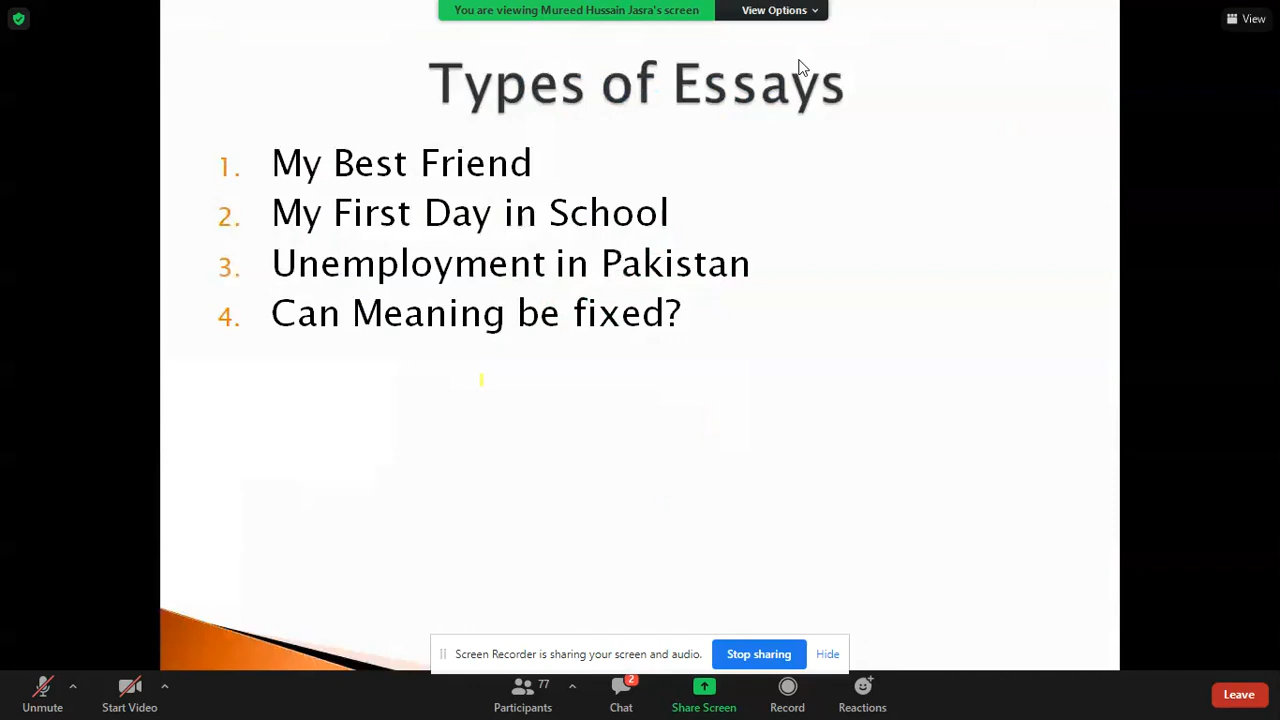 You are viewing Mureed Hussain Jasra's screen
View Options
View
Types of Essays
1. My Best Friend
2. My First Day in School
3. Unemployment in Pakistan
4. Can Meaning be fixed?
Screen Recorder is sharing your screen and audio.
Stop sharing
Hide
77
2
Unmute
Start Video
Participants
Chat
Share Screen
Record
Reactions
Leave